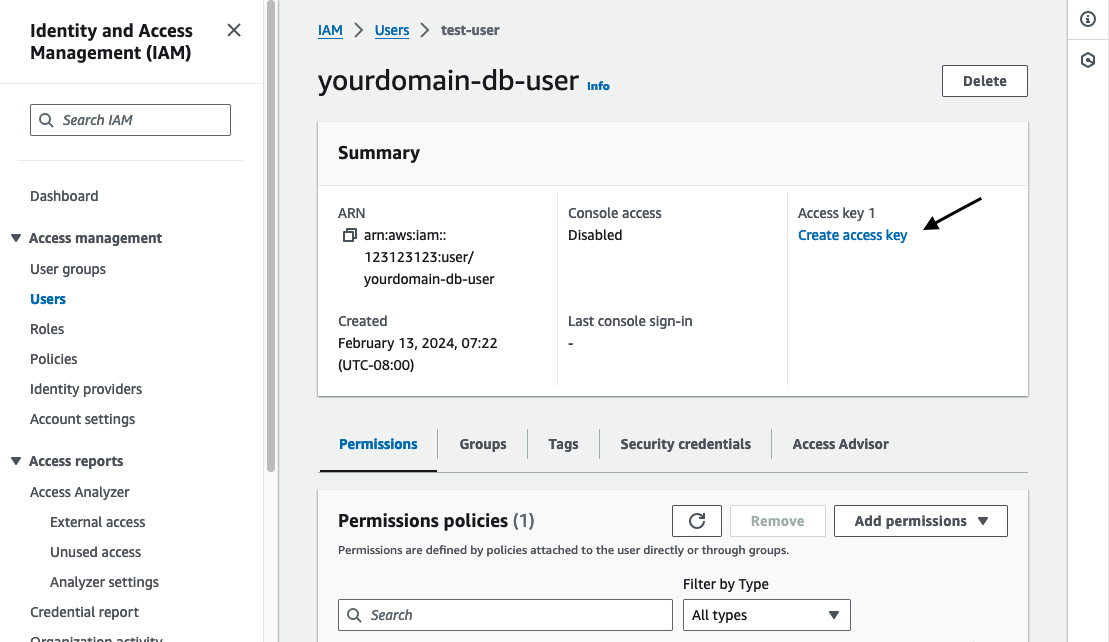 Identity and Access
Management (IAM)
Search IAM
Dashboard
Access management
User groups
Users
Roles
Policies
Identity providers
Account settings
Access reports
Access Analyzer
External access
Unused access
Analyzer settings
Credential report
Organization activity
IAM > Users > test-user
yourdomain-db-user Info
Delete
Summary
ARN
arn:aws:iam::
123123123:user/
yourdomain-db-user
Created
February 13, 2024, 07:22
(UTC-08:00)
Console access
Disabled
Last console sign-in
-
Access key 1
Create access key
Permissions
Groups
Tags
Security credentials
Access Advisor
Permissions policies (1)
Remove
Add permissions
Permissions are defined by policies attached to the user directly or through groups.
Filter by Type
Search
All types